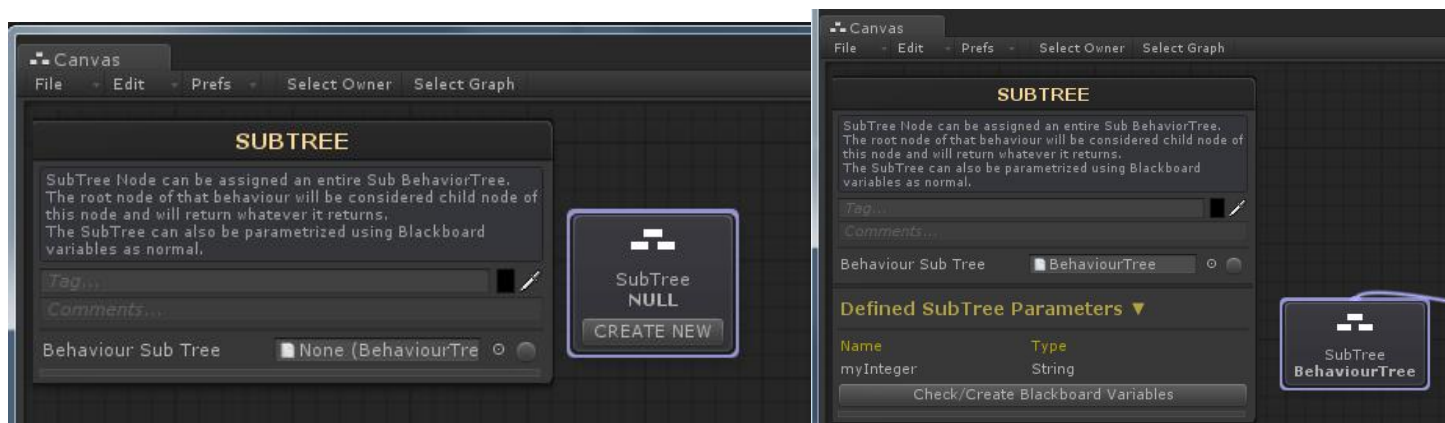 Canvas
File Edit Prefs Select Owner Select Graph
SUBTREE
SubTree Node can be assigned an entire Sub BehaviorTree.
The root node of that behaviour will be considered child node of
this node and will return whatever it returns.
The SubTree can also be parametrized using Blackboard
variables as normal.
Tag...
Comments...
Behaviour Sub Tree None (BehaviourTre
SubTree
NULL
CREATE NEW
Canvas
File Edit Prefs Select Owner Select Graph
SUBTREE
SubTree Node can be assigned an entire Sub BehaviorTree.
The root node of that behaviour will be considered child node of
this node and will return whatever it returns.
The SubTree can also be parametrized using Blackboard
variables as normal.
Tag...
Comments...
Behaviour Sub Tree BehaviourTree
Defined SubTree Parameters ▼
Name Type
myInteger String
Check/Create Blackboard Variables
SubTree
BehaviourTree